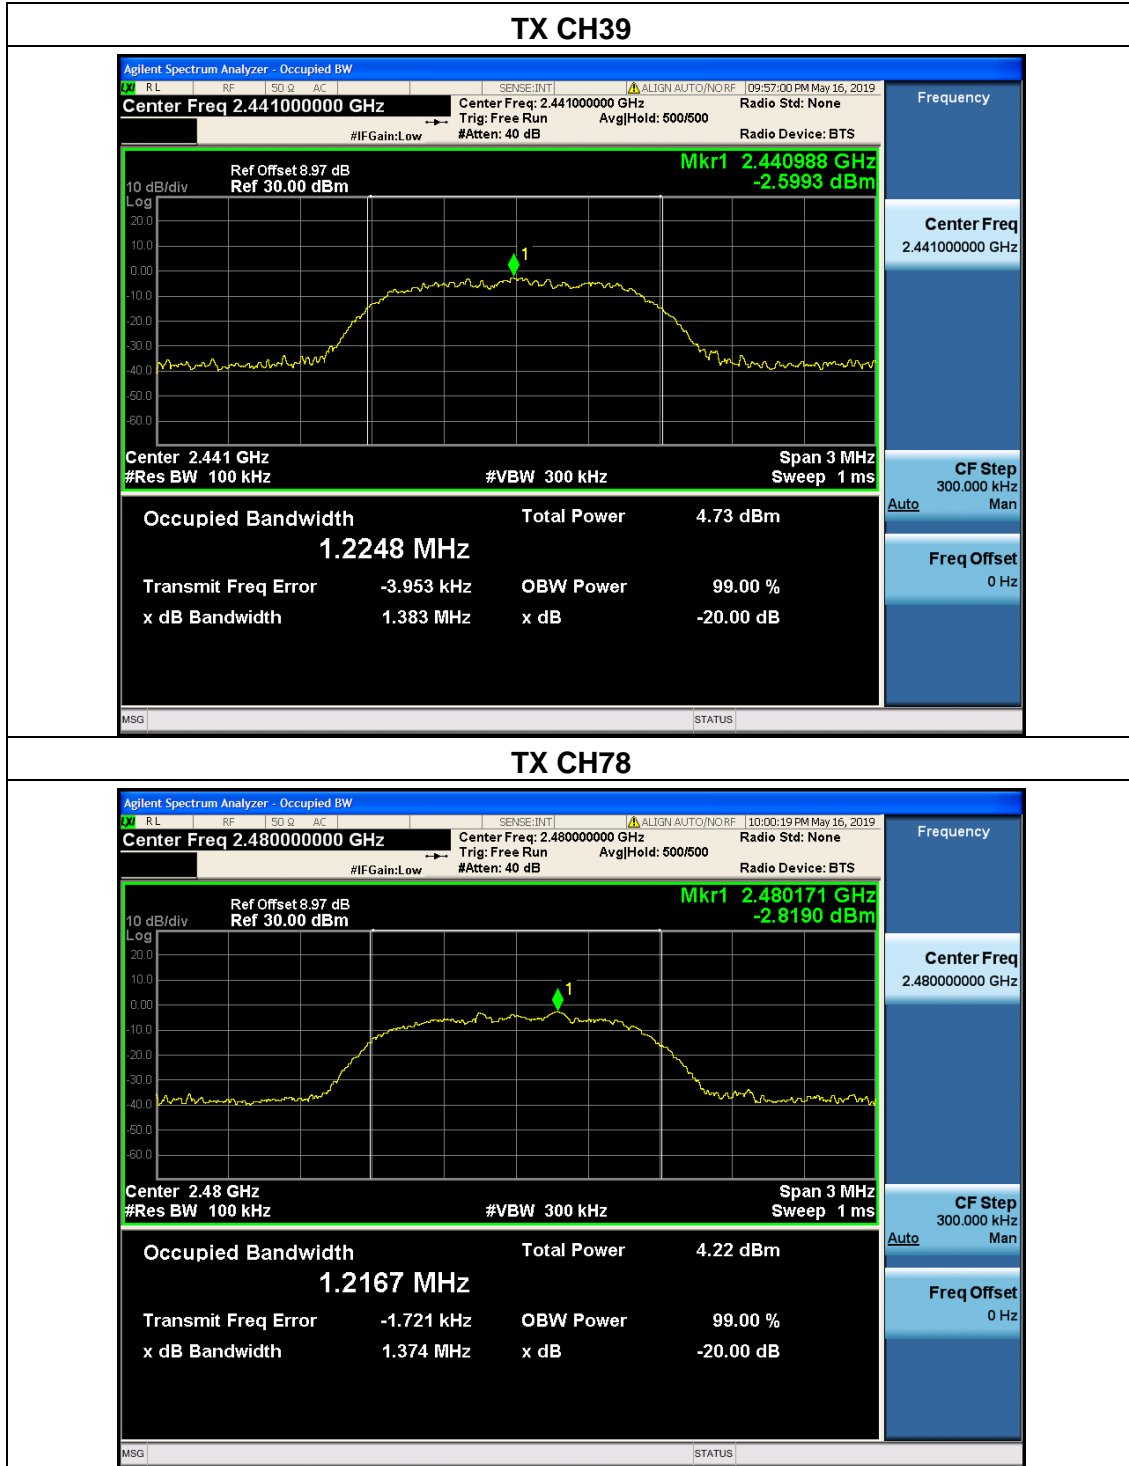 TX CH39
Agilent Spectrum Analyzer - Occupied BW
LXI RL RF 50 Ω AC SENSE:INT ALIGN AUTO/NO RF 09:57:00 PM May 16, 2019
Center Freq 2.441000000 GHz Center Freq: 2.441000000 GHz Radio Std: None Frequency
Trig: Free Run Avg|Hold: 500/500
#IFGain:Low #Atten: 40 dB Radio Device: BTS
Mkr1 2.440988 GHz
Ref Offset 8.97 dB
10 dB/div Ref 30.00 dBm -2.5993 dBm
Log
20.0
10.0
0.00
-10.0
-20.0
-30.0
-40.0
-50.0
-60.0
1
Center Freq
2.441000000 GHz
Center 2.441 GHz Span 3 MHz
#Res BW 100 kHz #VBW 300 kHz Sweep 1 ms
CF Step
300.000 kHz
Auto Man
Occupied Bandwidth Total Power 4.73 dBm
1.2248 MHz
Freq Offset
0 Hz
Transmit Freq Error -3.953 kHz OBW Power 99.00 %
x dB Bandwidth 1.383 MHz x dB -20.00 dB
MSG STATUS
TX CH78
Agilent Spectrum Analyzer - Occupied BW
LXI RL RF 50 Ω AC SENSE:INT ALIGN AUTO/NO RF 10:00:19 PM May 16, 2019
Center Freq 2.480000000 GHz Center Freq: 2.480000000 GHz Radio Std: None Frequency
Trig: Free Run Avg|Hold: 500/500
#IFGain:Low #Atten: 40 dB Radio Device: BTS
Mkr1 2.480171 GHz
Ref Offset 8.97 dB
10 dB/div Ref 30.00 dBm -2.8190 dBm
Log
20.0
10.0
0.00
-10.0
-20.0
-30.0
-40.0
-50.0
-60.0
1
Center Freq
2.480000000 GHz
Center 2.48 GHz Span 3 MHz
#Res BW 100 kHz #VBW 300 kHz Sweep 1 ms
CF Step
300.000 kHz
Auto Man
Occupied Bandwidth Total Power 4.22 dBm
1.2167 MHz
Freq Offset
0 Hz
Transmit Freq Error -1.721 kHz OBW Power 99.00 %
x dB Bandwidth 1.374 MHz x dB -20.00 dB
MSG STATUS